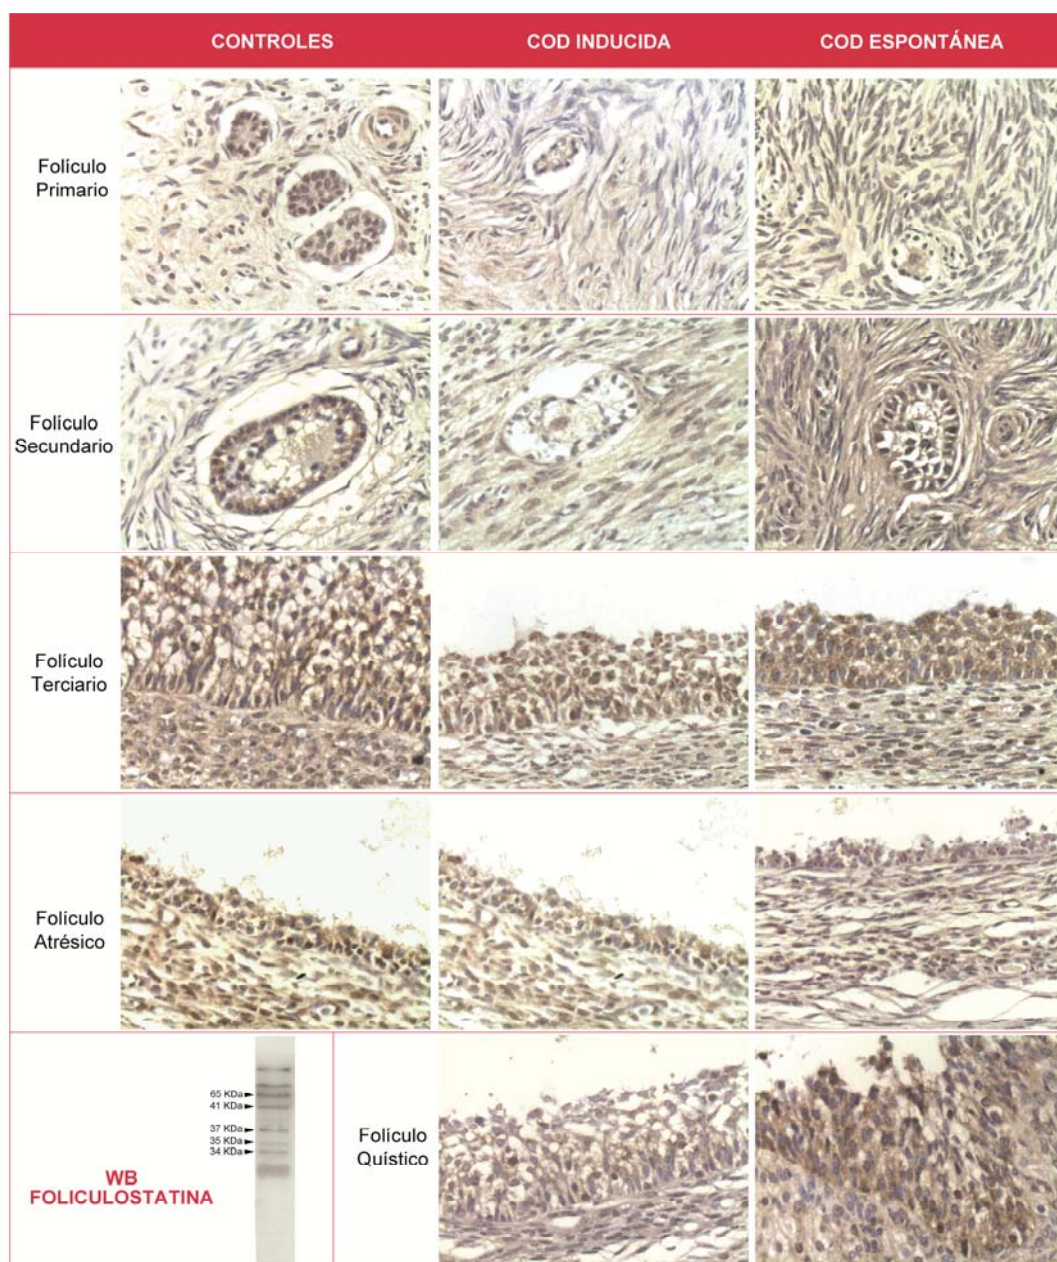 CONTROLES
COD INDUCIDA
COD ESPONTÁNEA
Folículo
Primario
Folículo
Secundario
Folículo
Terciario
Folículo
Atrésico
65 KDa
41 KDa
37 KDa
35 KDa
34 KDa
WB
FOLICULOSTATINA
Folículo
Quístico